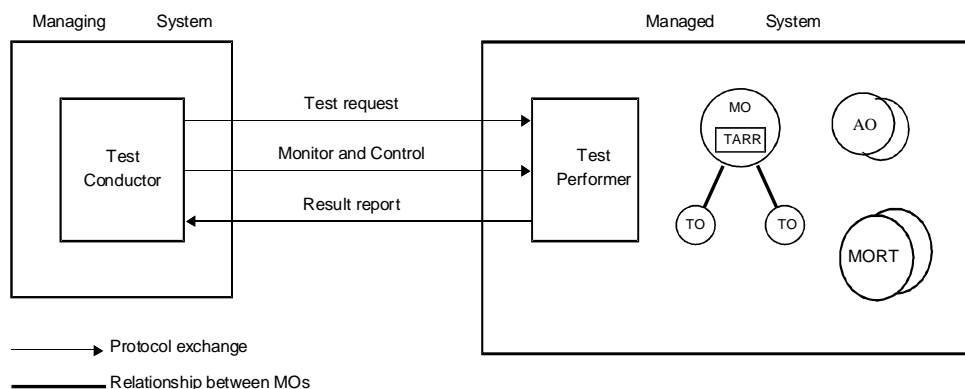 Managing System
Managed System
Test request
Monitor and Control
Result report
Test
Conductor
Test
Performer
MO
TARR
TO
TO
AO
MORT
Protocol exchange
Relationship between MOs